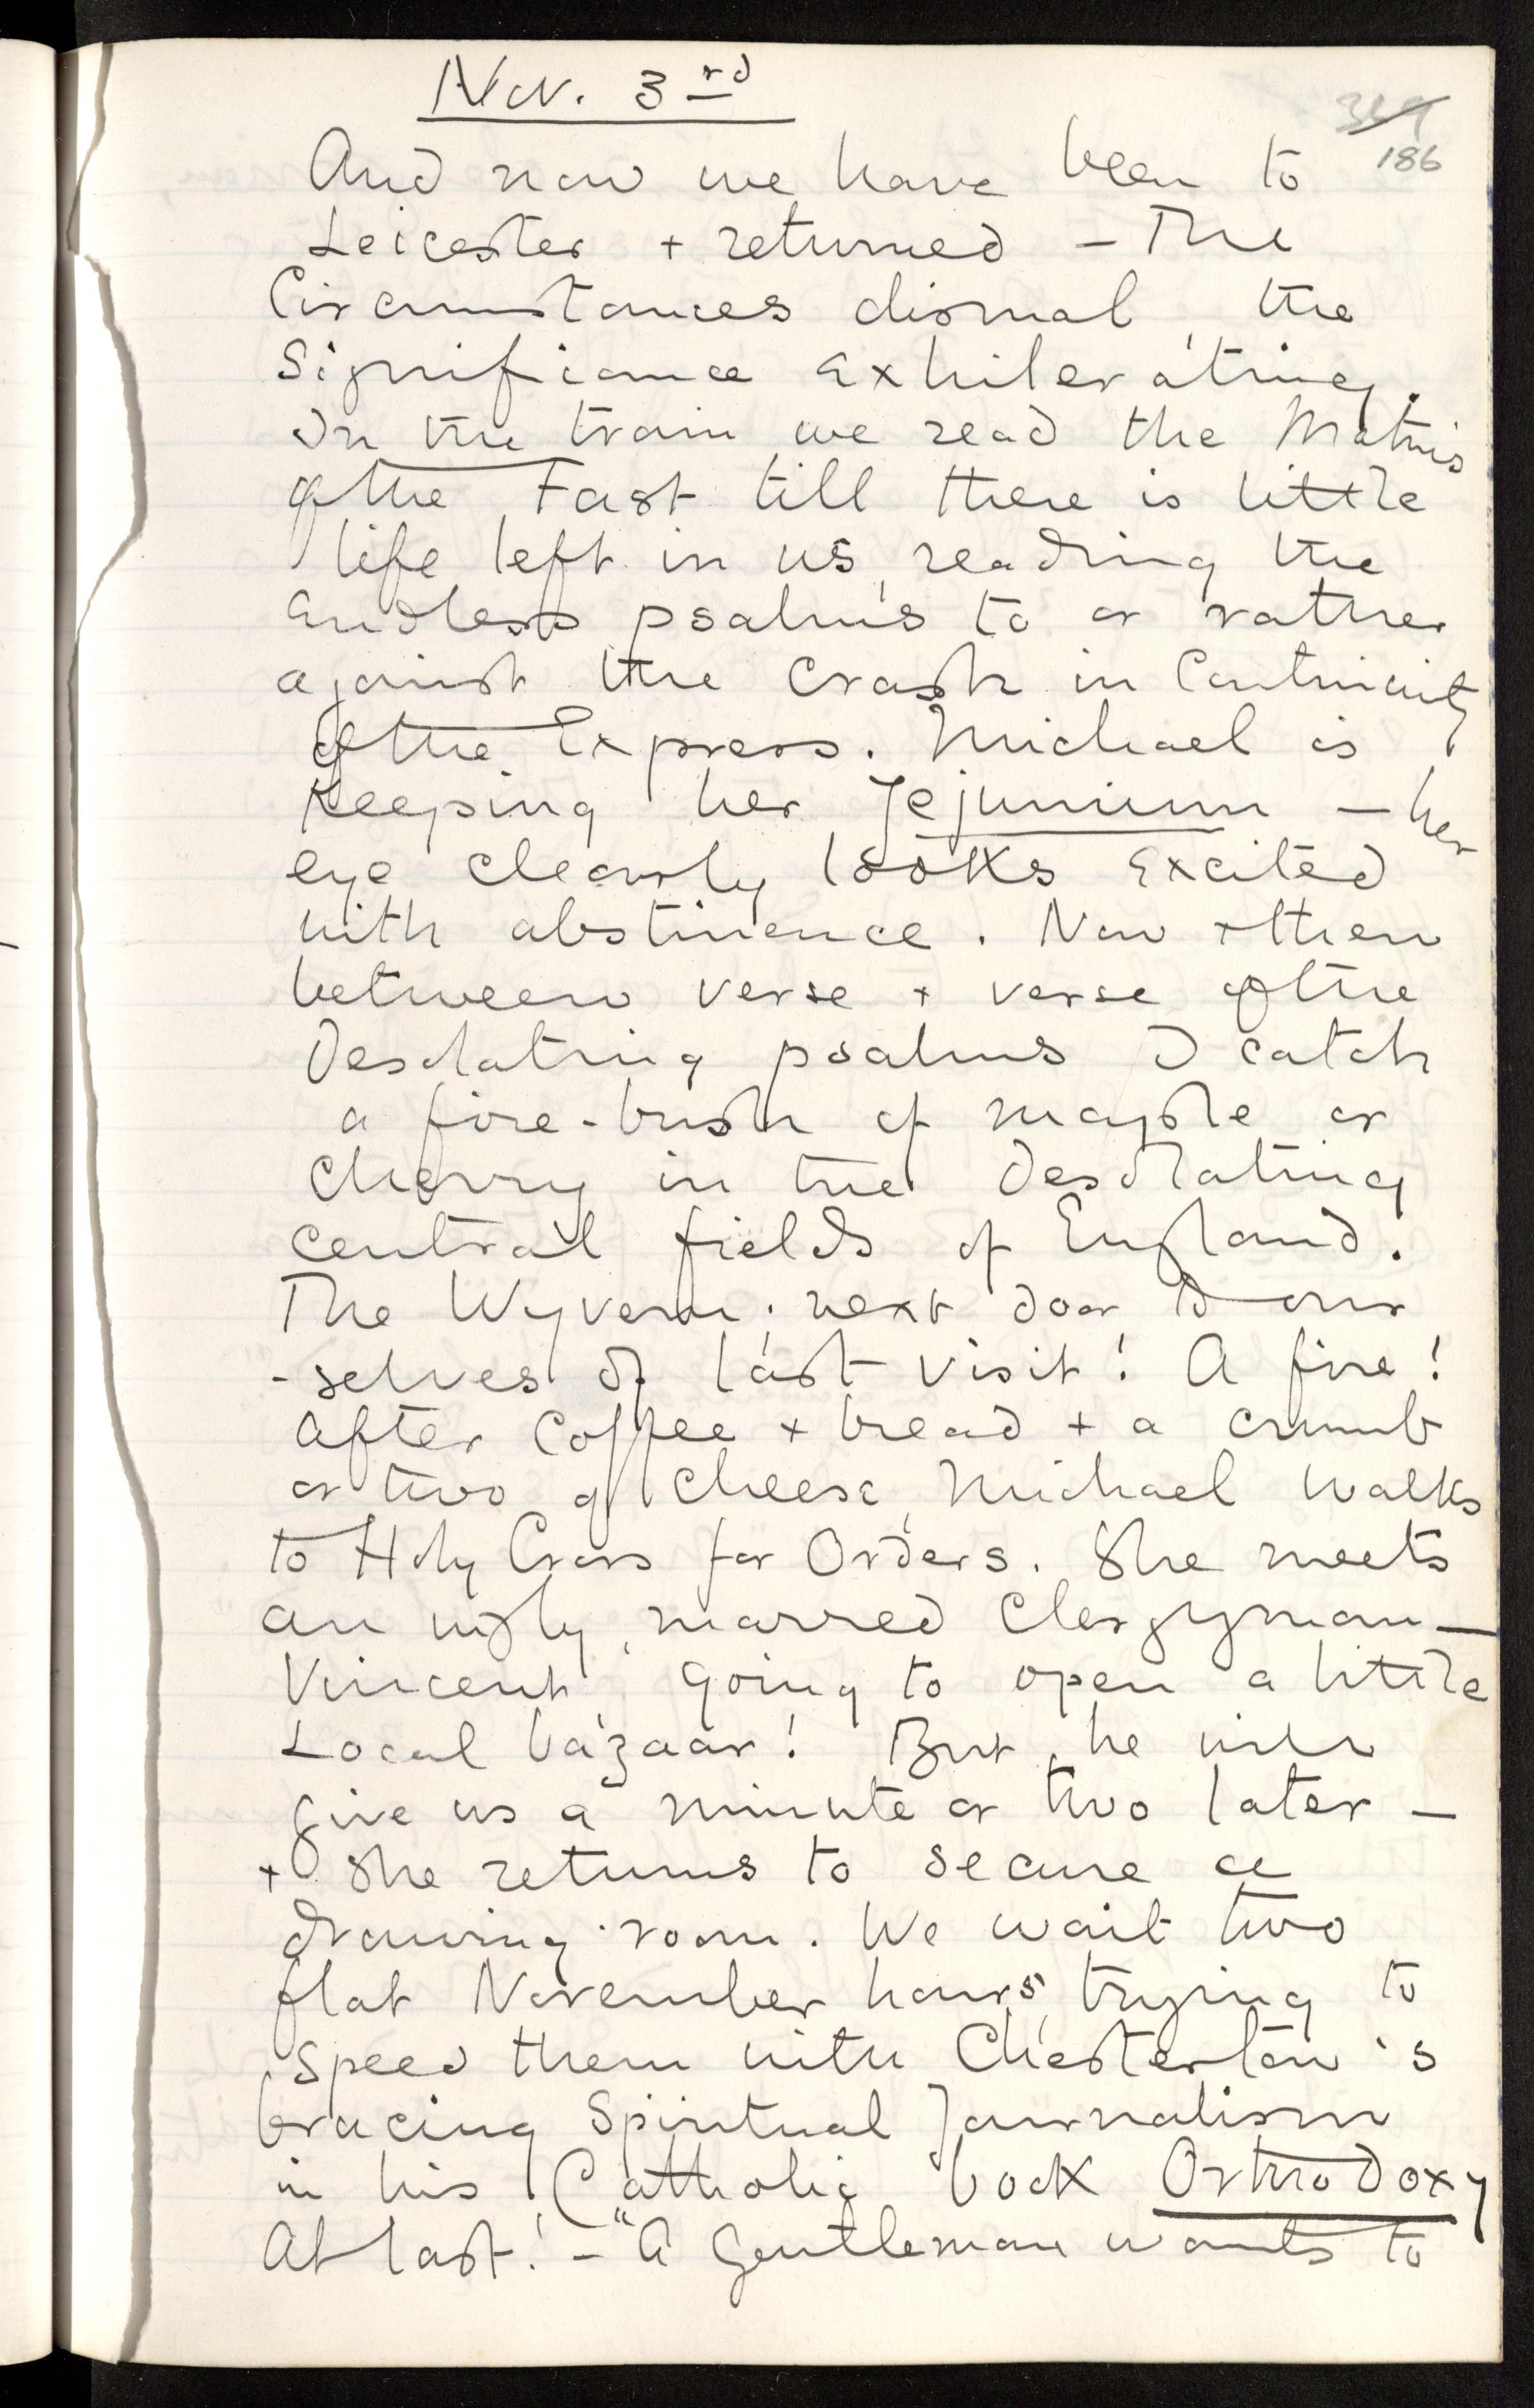 Nov. 3rd
369
186
And now we have been to
Leicester + returned – The
Circumstances dismal, the
Significance exhilerating.
In the train we read the Matins
of the Fast till there is little
life left in us, reading the
endless psalms to or rather
against the crash in Continuity
of the Express. Michael is
Keeping her Jejunium – her
eye clearly looks excited
with abstinence. Now + then
between verse + verse of the
Desolating psalms I catch
a fire-bush of maple or
Cherry in the Desolating
central fields of England.
The Wyvern; next door to our
-selves of last visit! A fire!
After Coffee + bread + a crumb
or two of cheese, Michael walks
to Holy Cross for Orders. She meets
an ugly, marred Clergyman –
Vincent, going to open a little
Local bazaar! But, he will
give us a minute or two later –
+ she returns to secure a
drawing-room. We wait two
flat November hours, trying to
speed them with Chesterton's
bracing Spiritual Journalism
in his (Catholic book Orthodoxy
At last! – "A Gentleman wants to